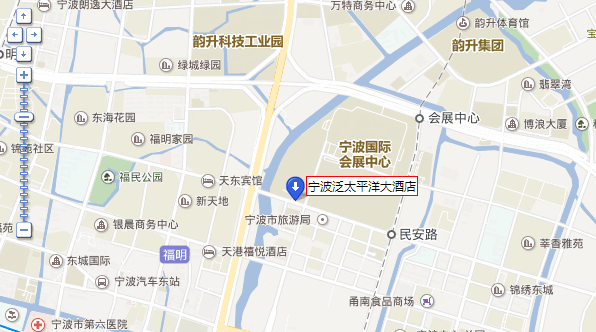 宁波朗逸大酒店
万特商务中心
韵升体育馆
韵升科技工业园
韵升集团
绿城绿园
翡翠湾
东海花园
会展中心
博浪大厦
福明家园
宁波国际
会展中心
锦苑社区
福民公园
天东宾馆
宁波泛太平洋大酒店
新天地
宁波市旅游局
银晨商务中心
民安路
福明
天港禧悦酒店
莘香雅苑
东城国际
宁波汽车东站
锦绣东城
甬南食品商场
宁波市第六医院